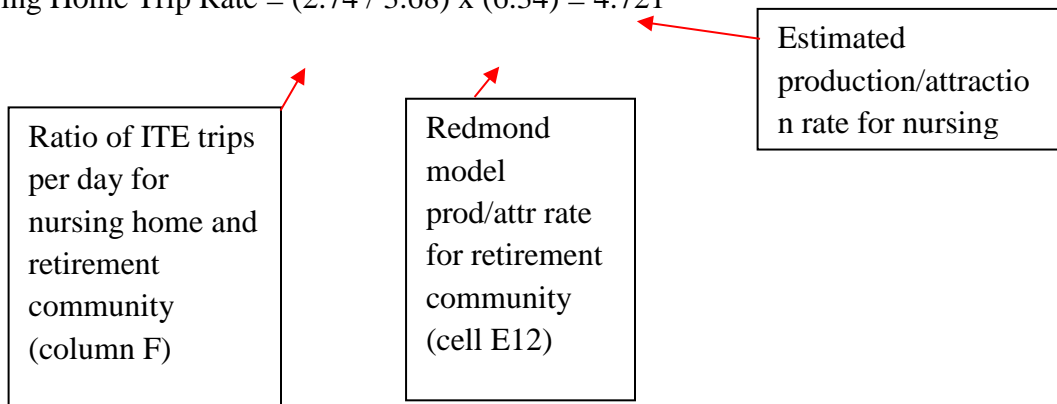 ing Home Trip Rate = (2.74 / 3.68) x (6.34) = 4.721
Estimated
production/attractio
n rate for nursing
Ratio of ITE trips
per day for
nursing home and
retirement
community
(column F)
Redmond
model
prod/attr rate
for retirement
community
(cell E12)